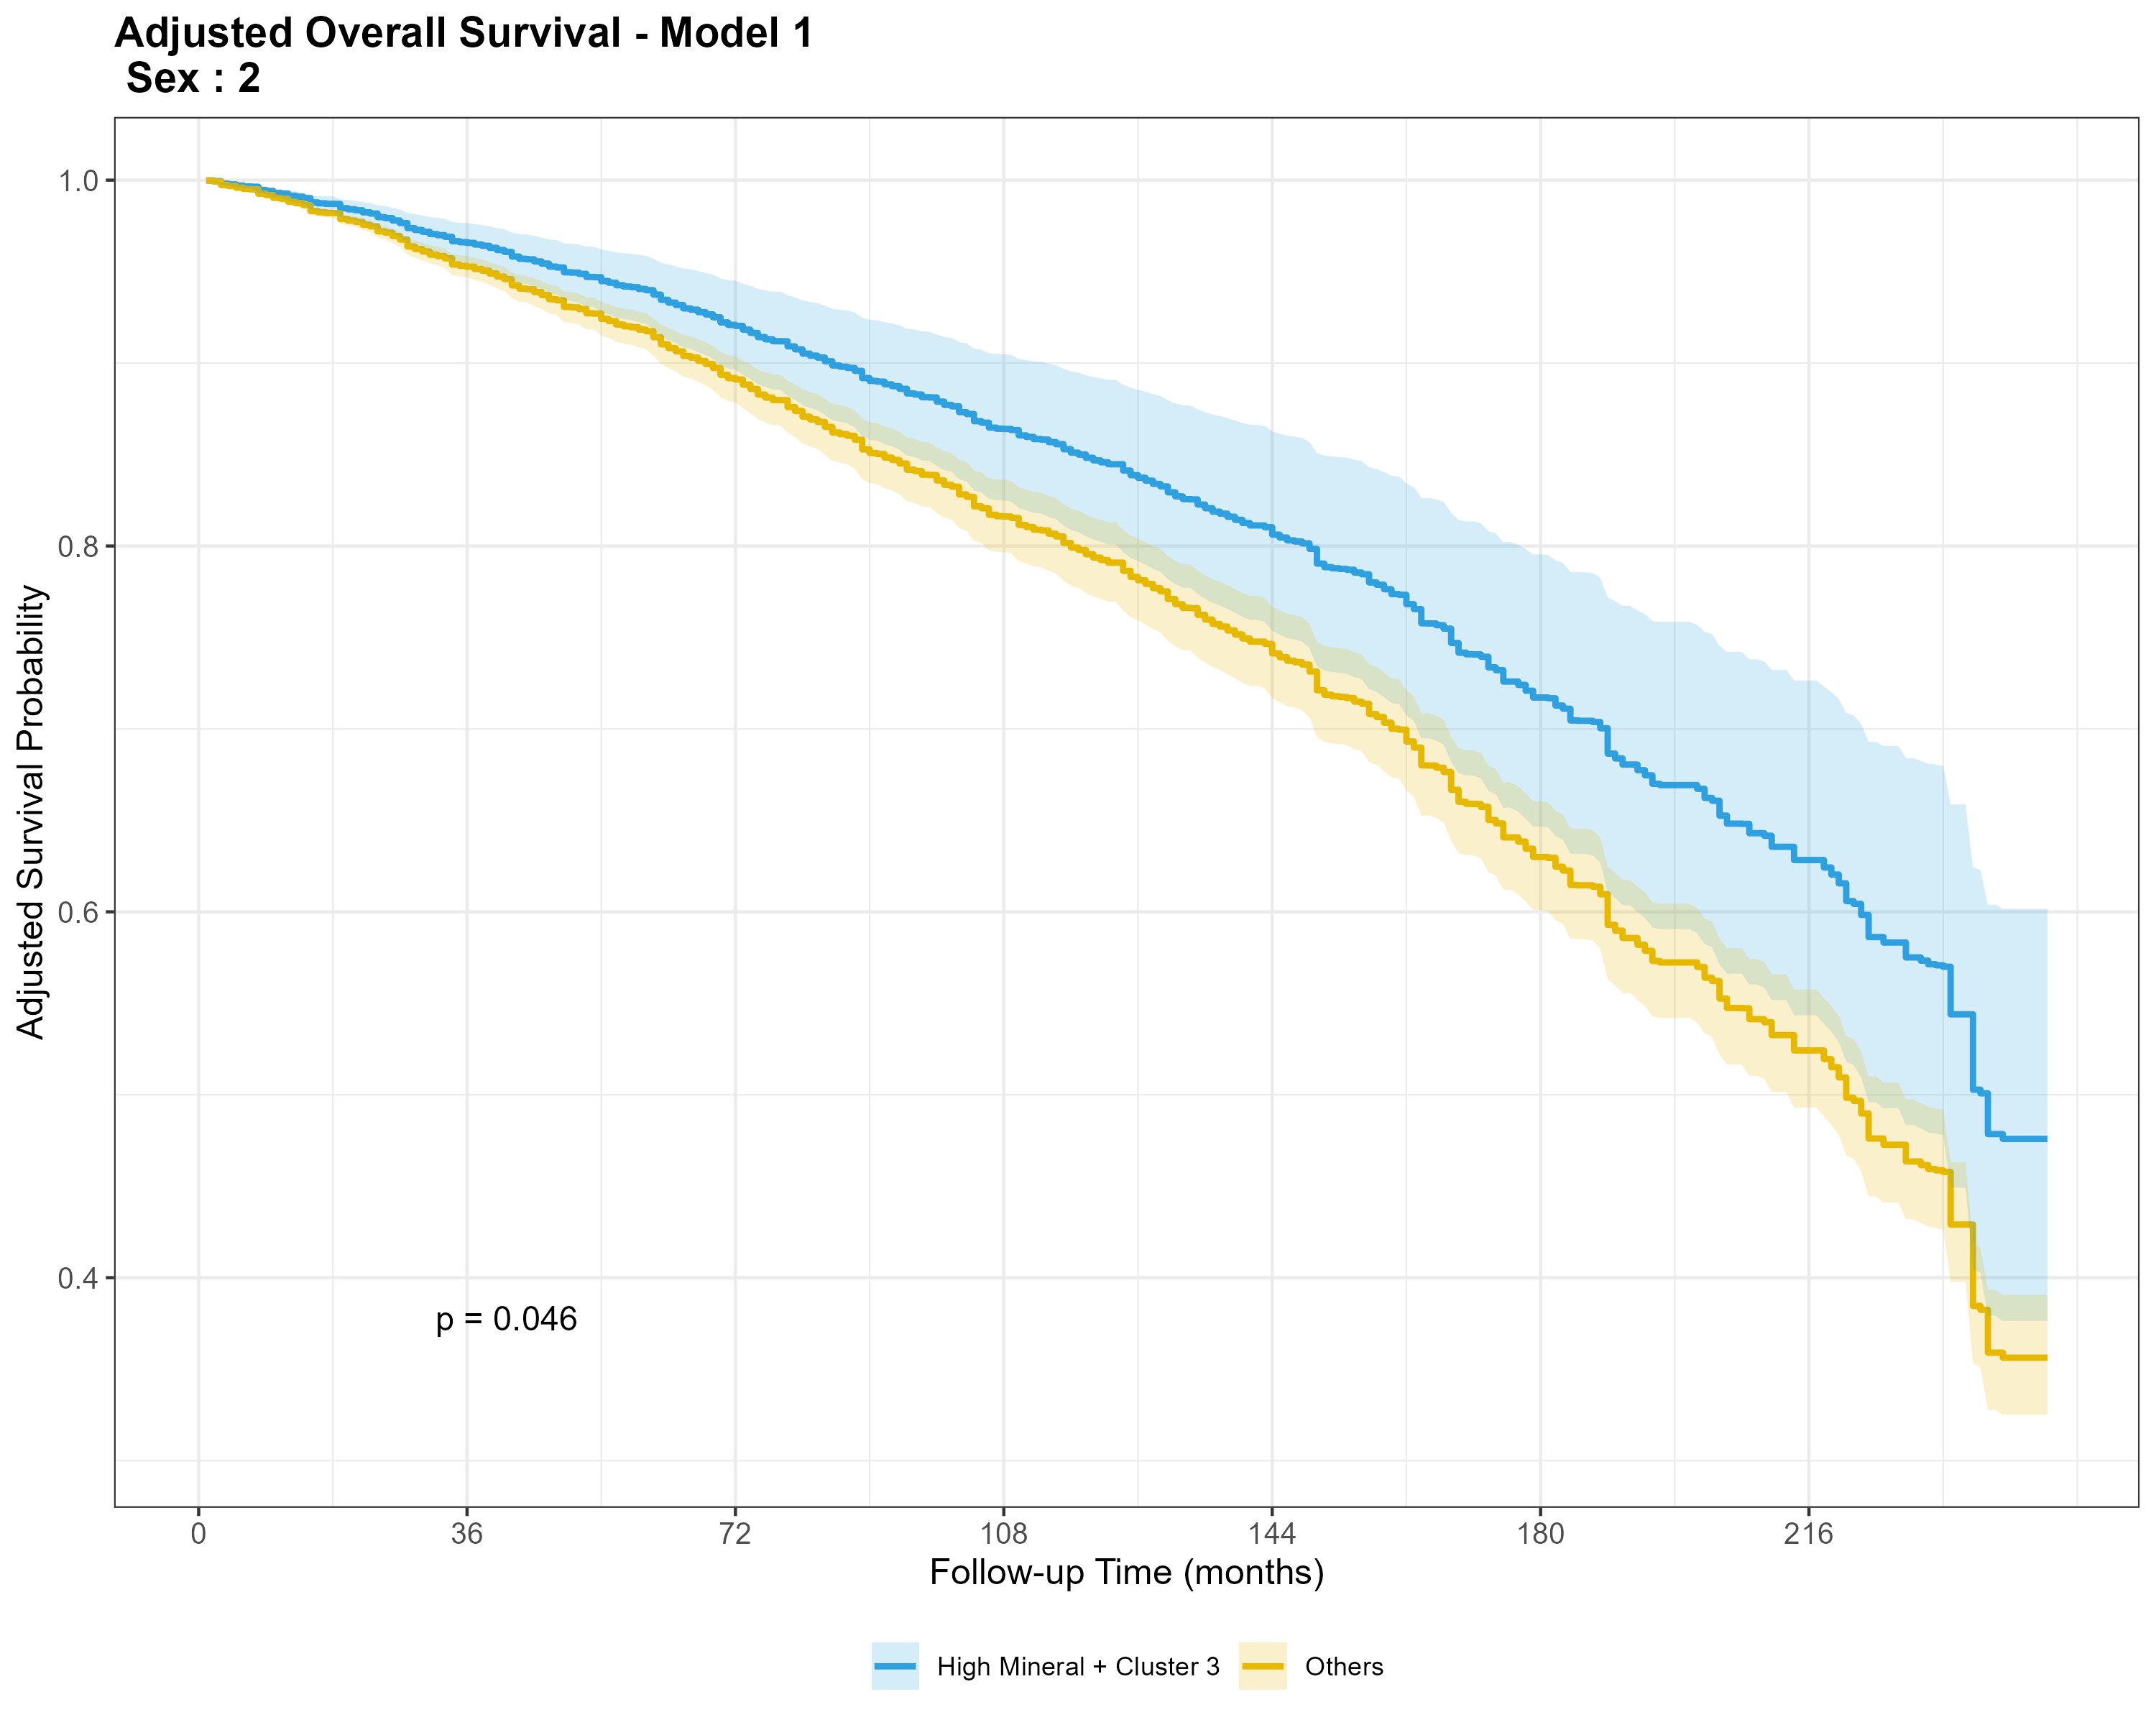 Adjusted Overall Survival - Model 1
Sex : 2
Adjusted Survival Probability
1.0
0.8
0.6
0.4
p = 0.046
0 36 72 108 144 180 216
Follow-up Time (months)
High Mineral + Cluster 3 Others